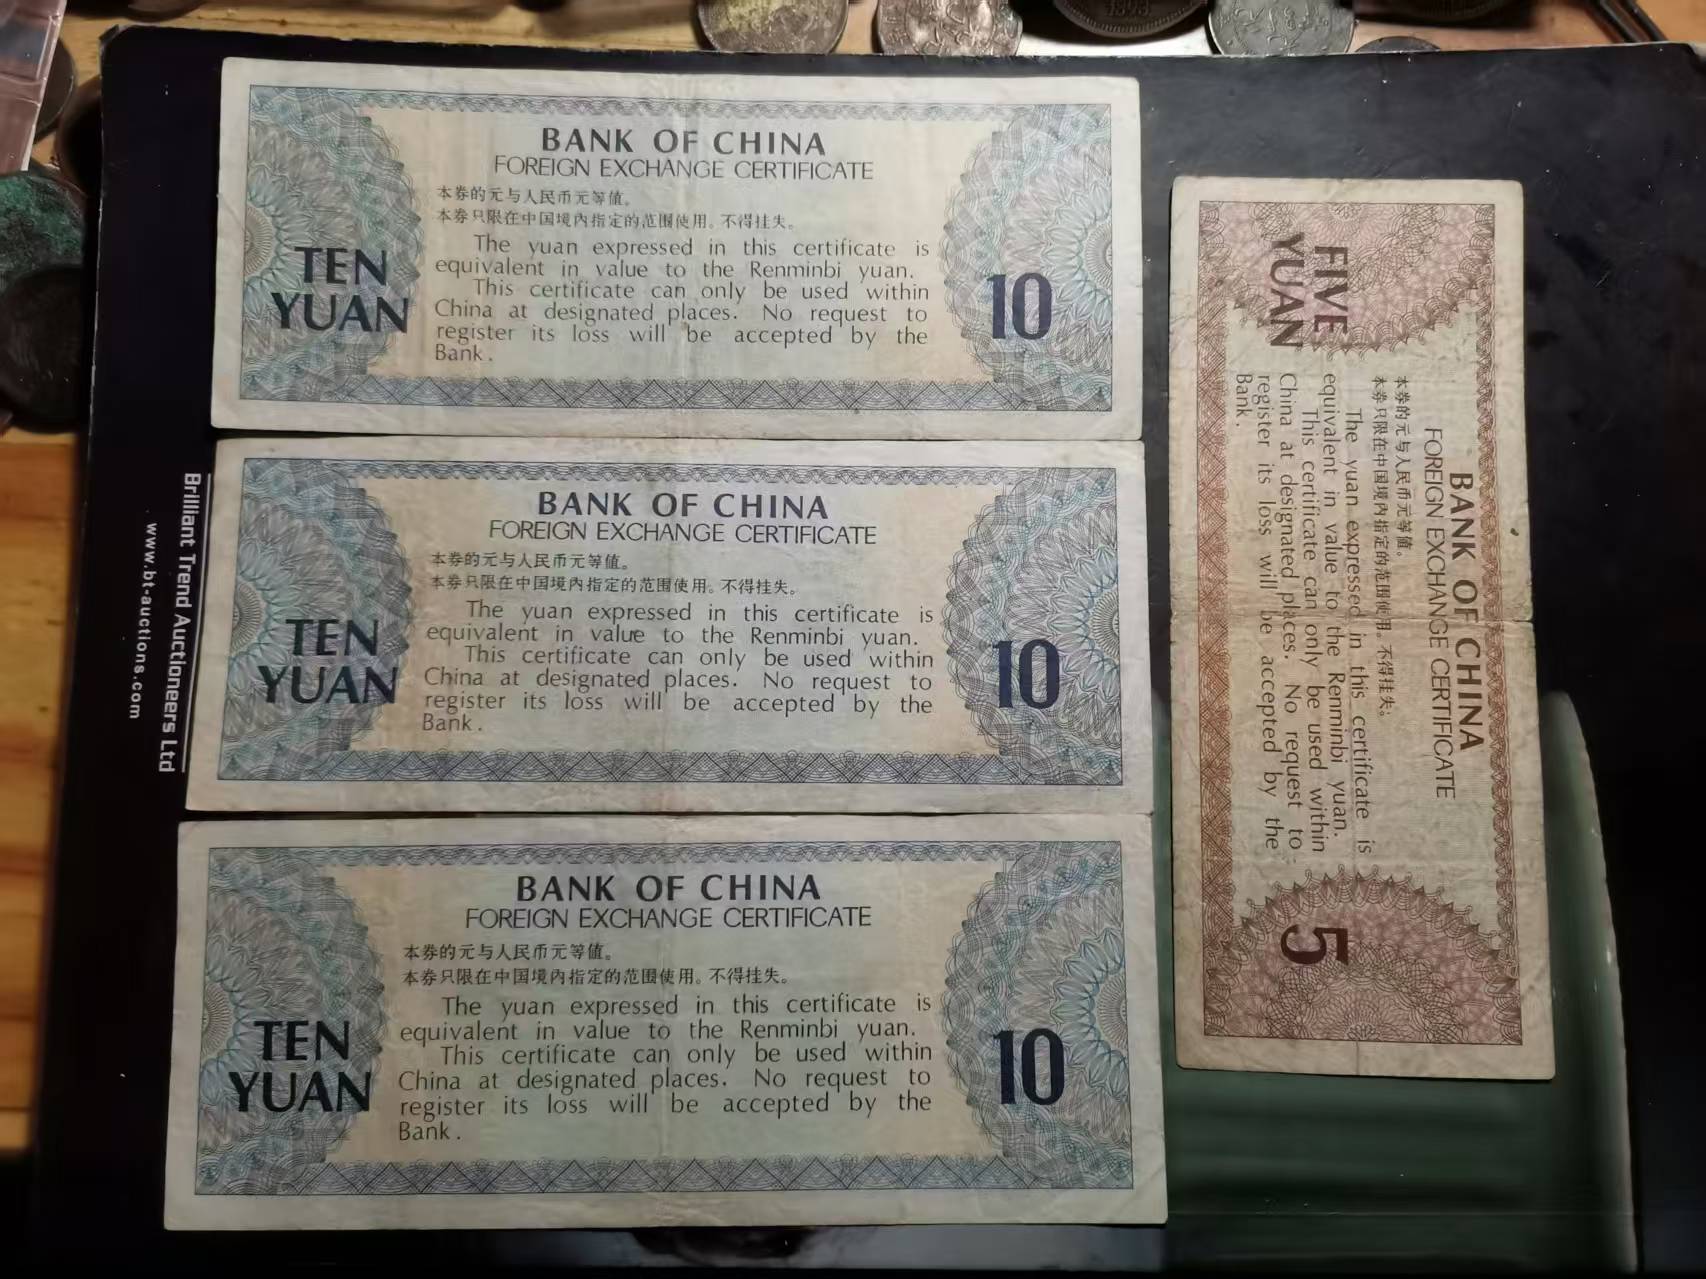 BANK OF CHINA
FOREIGN EXCHANGE CERTIFICATE
本券的元与人民币元等值。
本券只限在中国境内指定的范围使用。不得挂失。
The yuan expressed in this certificate is
equivalent in value to the Renminbi yuan.
This certificate can only be used within
China at designated places. No request to
register its loss will be accepted by the
Bank.
TEN
YUAN
10
BANK OF CHINA
FOREIGN EXCHANGE CERTIFICATE
本券的元与人民币元等值。
本券只限在中国境内指定的范围使用。不得挂失。
The yuan expressed in this certificate is
equivalent in value to the Renminbi yuan.
This certificate can only be used within
China at designated places. No request to
register its loss will be accepted by the
Bank.
TEN
YUAN
10
BANK OF CHINA
FOREIGN EXCHANGE CERTIFICATE
本券的元与人民币元等值。
本券只限在中国境内指定的范围使用。不得挂失。
The yuan expressed in this certificate is
equivalent in value to the Renminbi yuan.
This certificate can only be used within
China at designated places. No request to
register its loss will be accepted by the
Bank.
TEN
YUAN
10
BANK OF CHINA
FOREIGN EXCHANGE CERTIFICATE
本券的元与人民币元等值。
本券只限在中国境内指定的范围使用。不得挂失。
The yuan expressed in this certificate is
equivalent in value to the Renminbi yuan.
This certificate can only be used within
China at designated places. No request to
register its loss will be accepted by the
Bank.
FIVE
YUAN
5
Brilliant Trend Auctioneers Ltd
www.bt-auctions.com